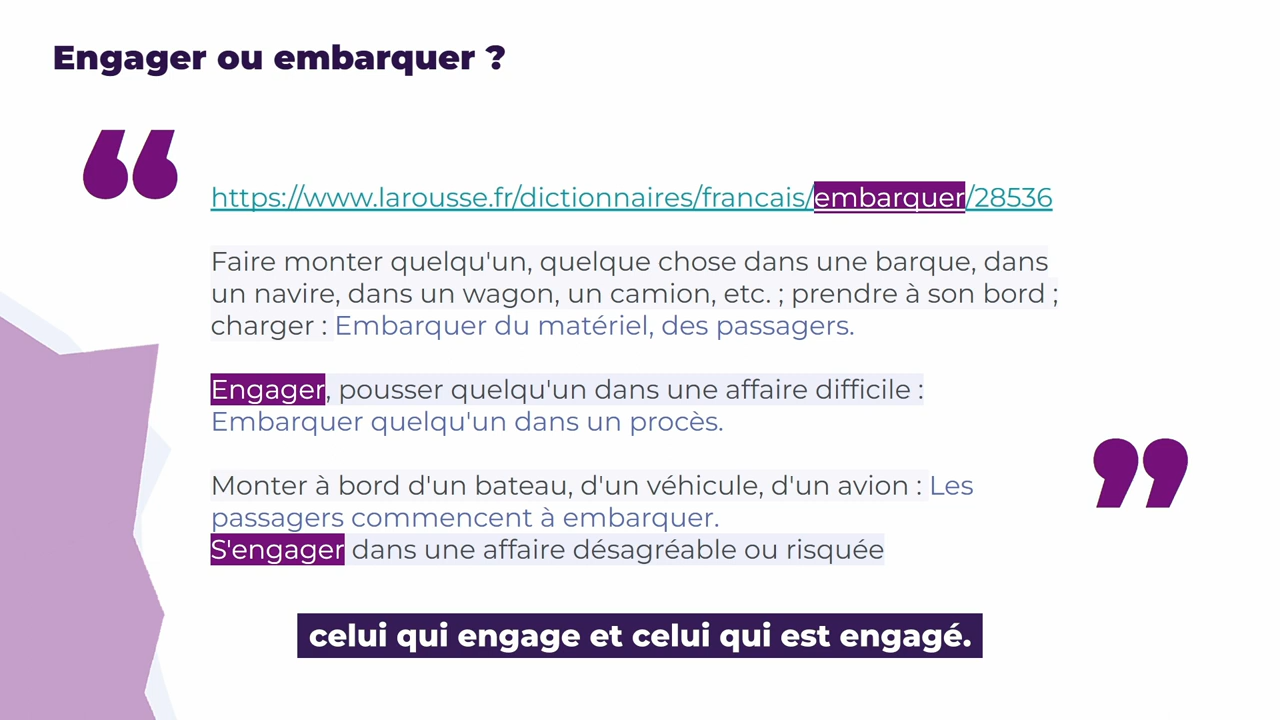 Engager ou embarquer ?
“
https://www.larousse.fr/dictionnaires/francais/embarquer/28536
Faire monter quelqu'un, quelque chose dans une barque, dans
un navire, dans un wagon, un camion, etc. ; prendre à son bord ;
charger : Embarquer du matériel, des passagers.
Engager, pousser quelqu'un dans une affaire difficile :
Embarquer quelqu'un dans un procès.
Monter à bord d'un bateau, d'un véhicule, d'un avion : Les
passagers commencent à embarquer.
S'engager dans une affaire désagréable ou risquée
”
celui qui engage et celui qui est engagé.